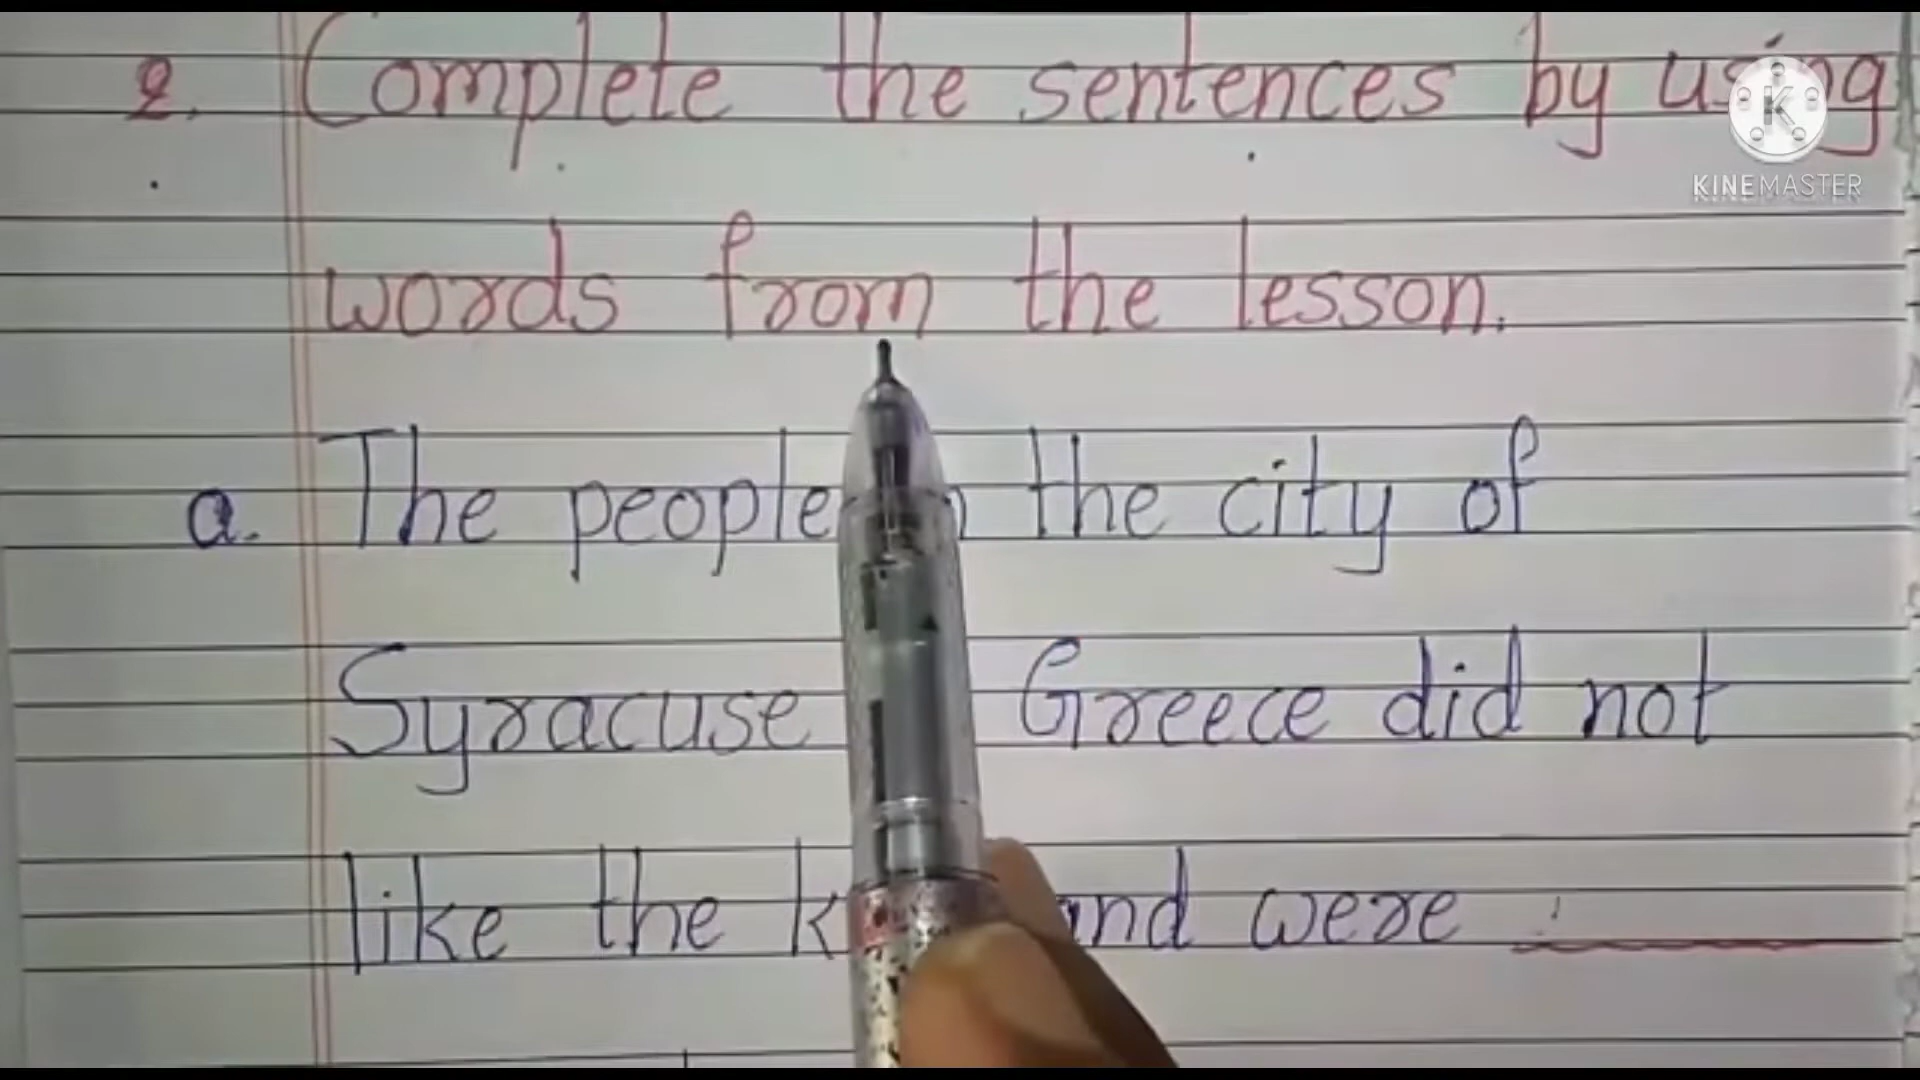 2. Complete the sentences by using
words from the lesson.
a. The people the city of
Syracuse Greece did not
like the and were
KINEMASTER